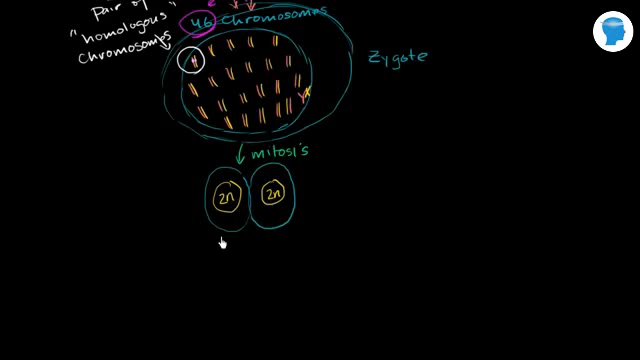 pair of
"homologous"
chromosomes
46 Chromosomes
Y X
Zygote
mitosis
2n 2n